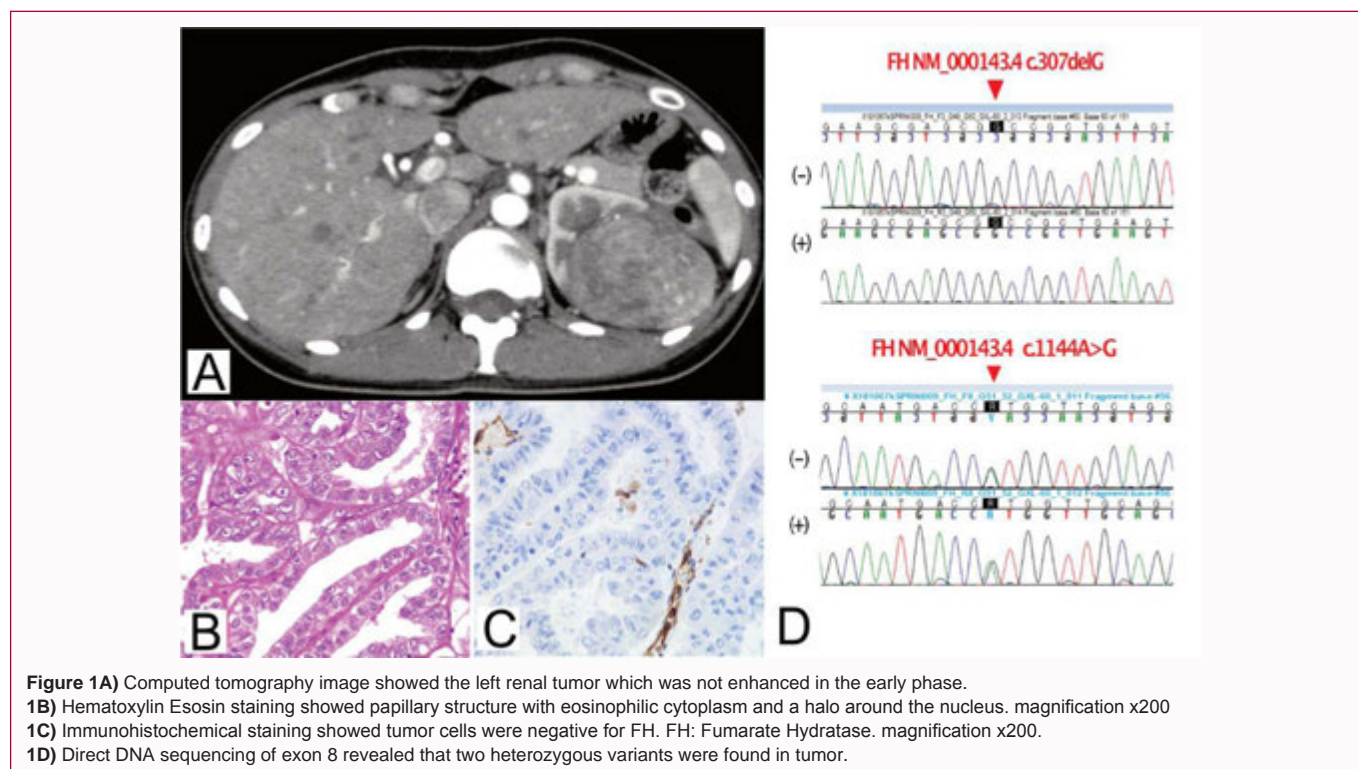 FH NM_000143.4 c.307delG
G A A G C G A G C G G C C G C T G A A G T
(-)
G A A G C G A G C G G C C G C T G A A G T
(+)
G A A G C G A G C G G C C G C T G A A G T
FH NM_000143.4 c.1144A>G
(-)
(+)
G C A A T G A C C R T G G T T G C A G
A
B
C
D
Figure 1A) Computed tomography image showed the left renal tumor which was not enhanced in the early phase.
1B) Hematoxylin Esosin staining showed papillary structure with eosinophilic cytoplasm and a halo around the nucleus. magnification x200
1C) Immunohistochemical staining showed tumor cells were negative for FH. FH: Fumarate Hydratase. magnification x200.
1D) Direct DNA sequencing of exon 8 revealed that two heterozygous variants were found in tumor.